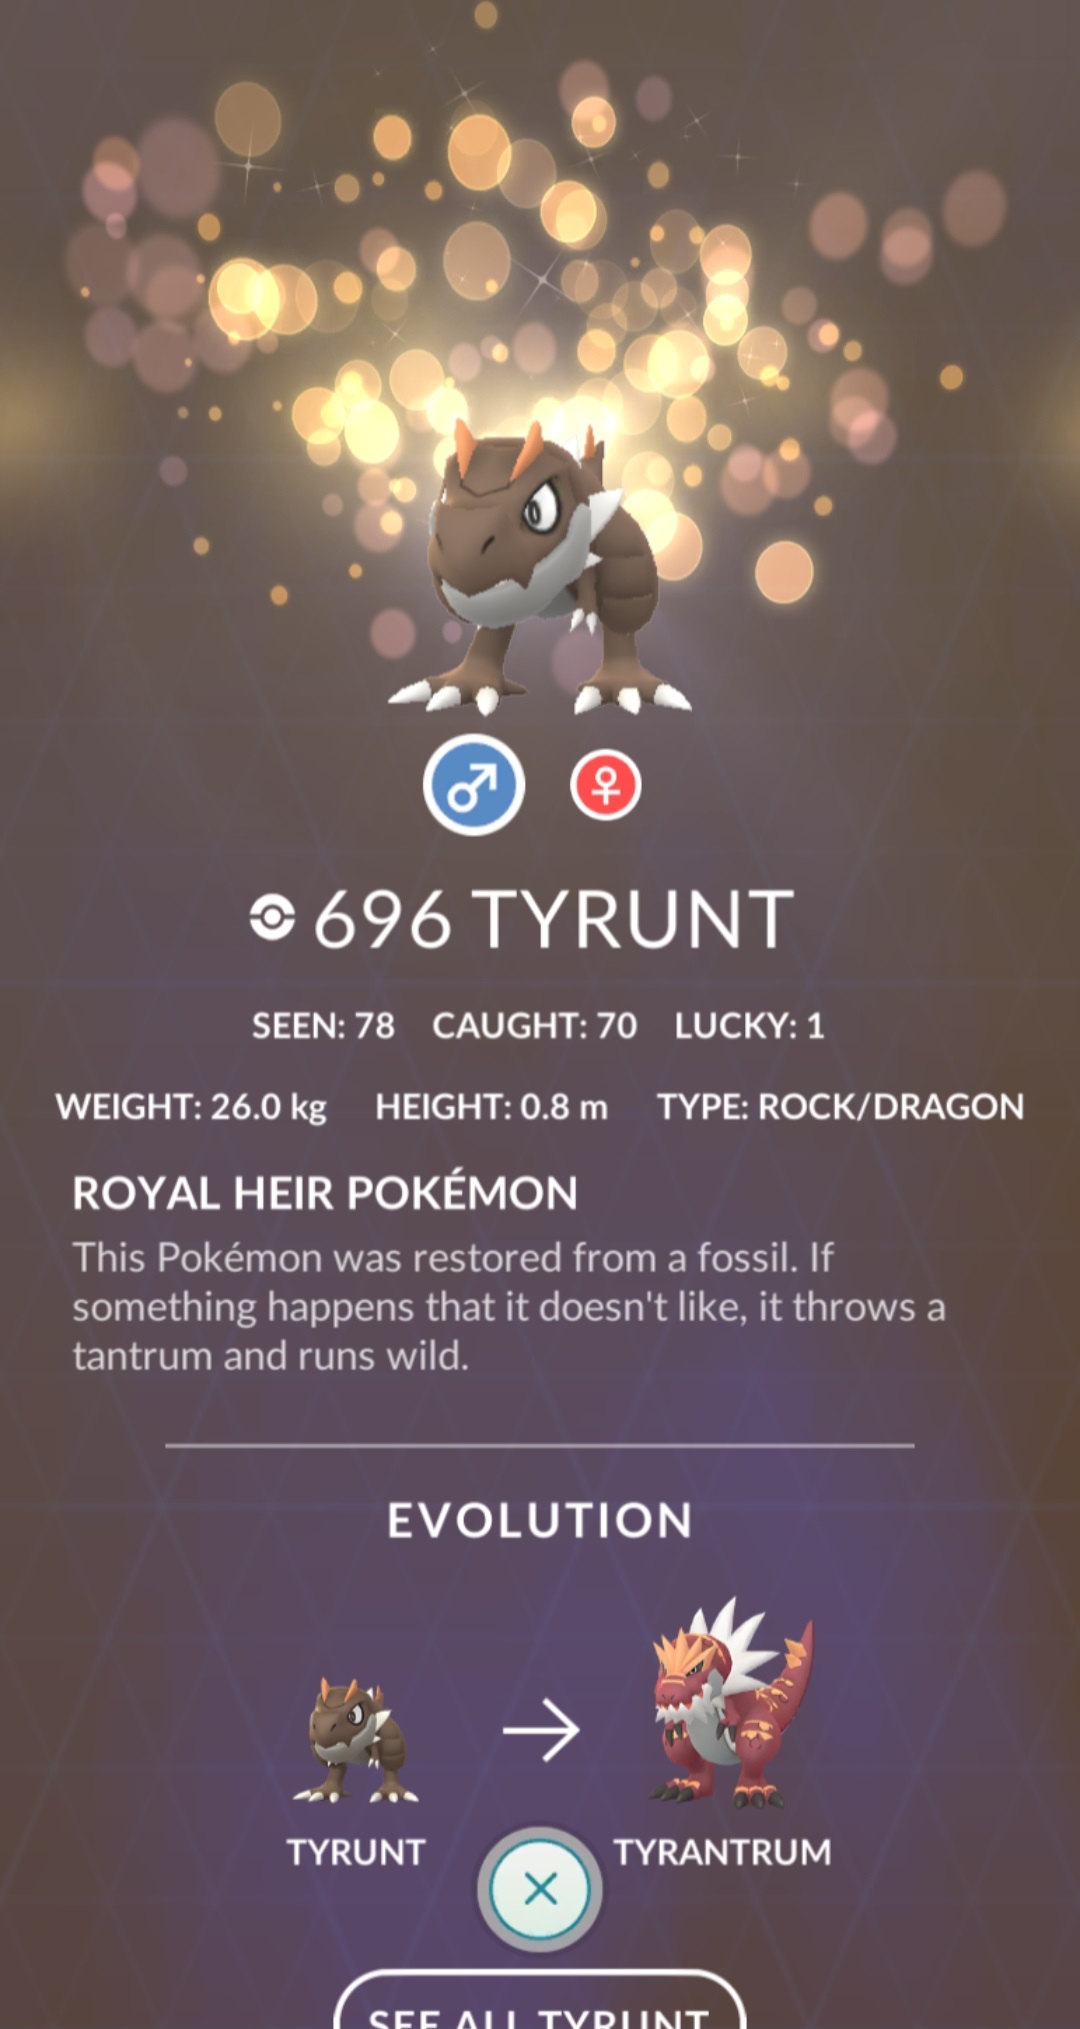 696 TYRUNT
SEEN: 78 CAUGHT: 70 LUCKY: 1
WEIGHT: 26.0 kg HEIGHT: 0.8 m TYPE: ROCK/DRAGON
ROYAL HEIR POKÉMON
This Pokémon was restored from a fossil. If
something happens that it doesn't like, it throws a
tantrum and runs wild.
EVOLUTION
TYRUNT TYRANTRUM
SEE ALL TYRUNT